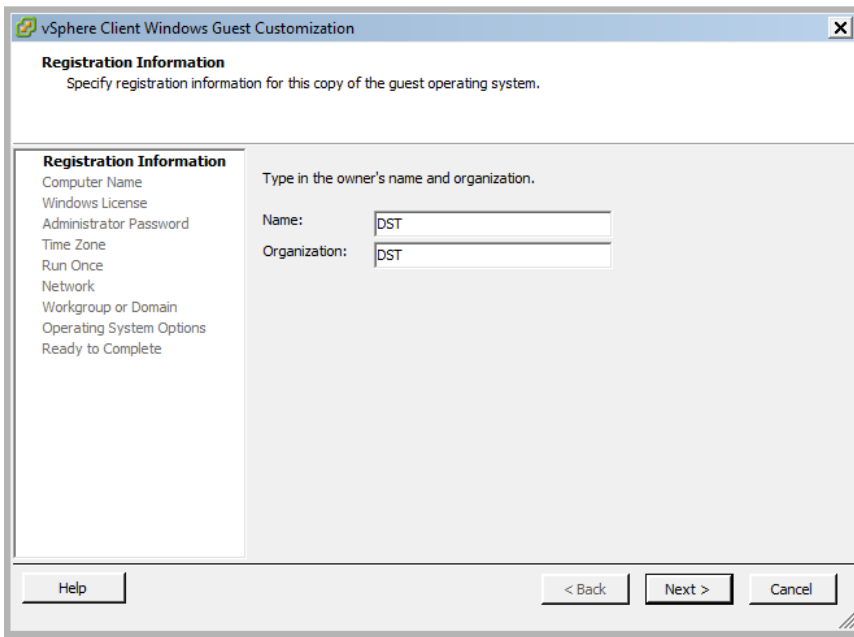 vSphere Client Windows Guest Customization
Registration Information
Specify registration information for this copy of the guest operating system.
Registration Information
Computer Name
Windows License
Administrator Password
Time Zone
Run Once
Network
Workgroup or Domain
Operating System Options
Ready to Complete
Type in the owner's name and organization.
Name: DST
Organization: DST
Help
< Back
Next >
Cancel